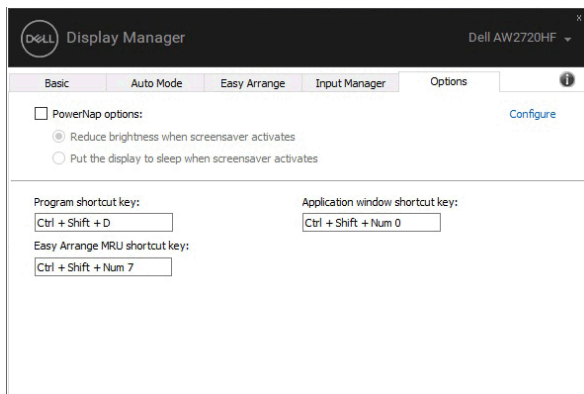 DELL Display Manager
Dell AW2720HF
x
Basic
Auto Mode
Easy Arrange
Input Manager
Options
i
PowerNap options:
Configure
Reduce brightness when screensaver activates
Put the display to sleep when screensaver activates
Program shortcut key:
Application window shortcut key:
Ctrl + Shift + D
Ctrl + Shift + Num 0
Easy Arrange MRU shortcut key:
Ctrl + Shift + Num 7